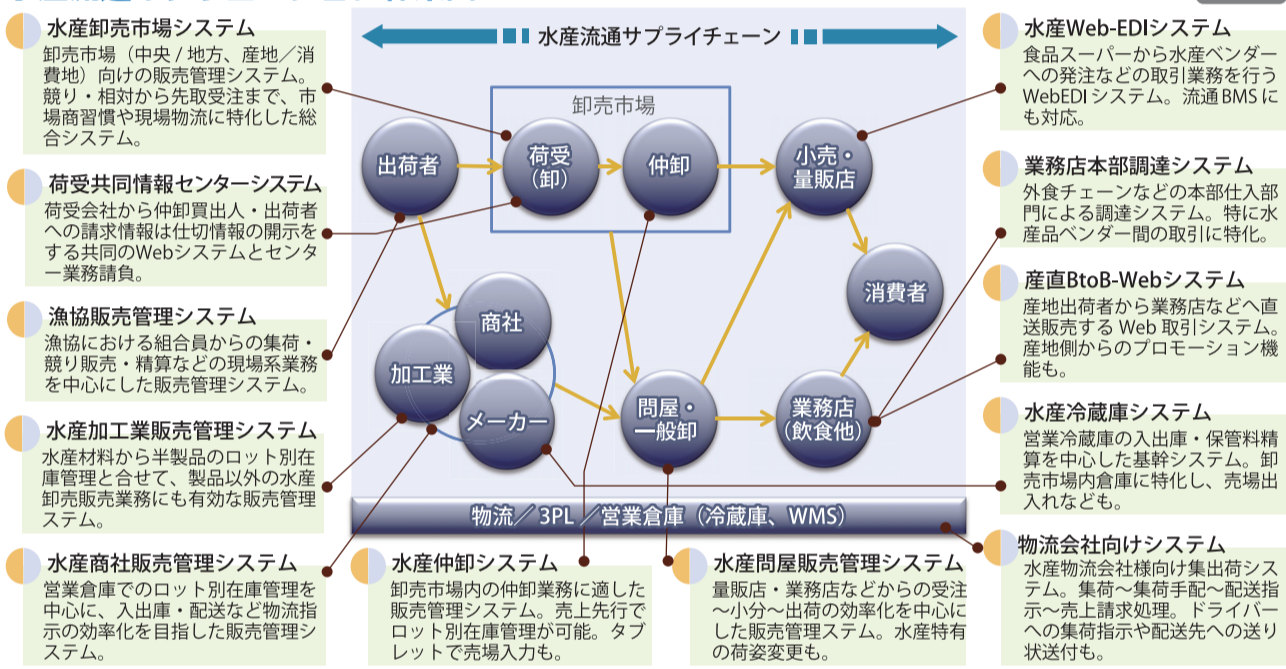 水産流通サプライチェーン
水産卸売市場システム
卸売市場（中央 / 地方、産地／消
費地）向けの販売管理システム。
競り・相対から先取受注まで、市
場商習慣や現場物流に特化した総
合システム。
荷受共同情報センターシステム
荷受会社から仲卸買出人・出荷者
への請求情報は仕切情報の開示を
する共同のWebシステムとセンタ
ー業務請負。
漁協販売管理システム
漁協における組合員からの集荷・
競り販売・精算などの現場系業務
を中心にした販売管理システム。
水産加工業販売管理システム
水産材料から半製品のロット別在
庫管理と合せて、製品以外の水産
卸売販売業務にも有効な販売管理
ステム。
水産商社販売管理システム
営業倉庫でのロット別在庫管理を
中心に、入出庫・配送など物流指
示の効率化を目指した販売管理シ
ステム。
卸売市場
出荷者
荷受
（卸）
仲卸
小売・
量販店
消費者
商社
加工業
メーカー
問屋・
一般卸
業務店
（飲食他）
物流／ 3PL ／営業倉庫（冷蔵庫、WMS）
水産仲卸システム
卸売市場内の仲卸業務に適した
販売管理システム。売上先行で
ロット別在庫管理が可能。タブ
レットで売場入力も。
水産問屋販売管理システム
量販店・業務店などからの受注
～小分～出荷の効率化を中心に
した販売管理ステム。水産特有
の荷姿変更も。
水産Web-EDIシステム
食品スーパーから水産ベンダー
への発注などの取引業務を行う
WebEDI システム。流通 BMS に
も対応。
業務店本部調達システム
外食チェーンなどの本部仕入部
門による調達システム。特に水
産品ベンダー間の取引に特化。
産直BtoB-Webシステム
産地出荷者から業務店などへ直
送販売する Web 取引システム。
産地側からのプロモーション機
能も。
水産冷蔵庫システム
営業冷蔵庫の入出庫・保管料精
算を中心した基幹システム。卸
売市場内倉庫に特化し、売場出
入れなども。
物流会社向けシステム
水産物流会社様向け集出荷シス
テム。集荷～集荷手配～配送指
示～売上請求処理。ドライバー
への集荷指示や配送先への送り
状送付も。